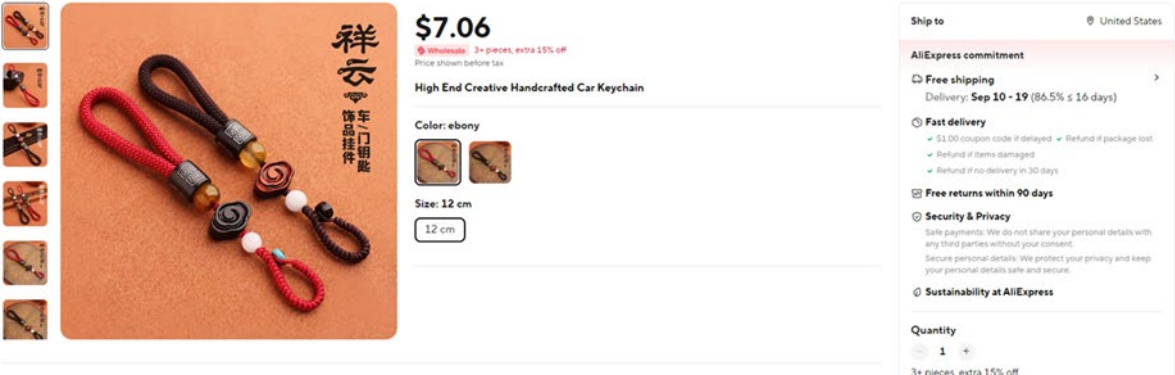 祥云
车/门钥匙
饰品挂件
$7.06
Wholesale 3+ pieces, extra 15% off
Price shown before tax
High End Creative Handcrafted Car Keychain
Color: ebony
Size: 12 cm
12 cm
Ship to United States
AliExpress commitment
Free shipping
Delivery: Sep 10 - 19 (86.5% ≤ 16 days)
Fast delivery
$1.00 coupon code if delayed Refund if package lost
Refund if items damaged
Refund if no delivery in 30 days
Free returns within 90 days
Security & Privacy
Safe payments: We do not share your personal details with
any third parties without your consent.
Secure personal details: We protect your privacy and keep
your personal details safe and secure.
Sustainability at AliExpress
Quantity
- 1 +
3+ pieces, extra 15% off